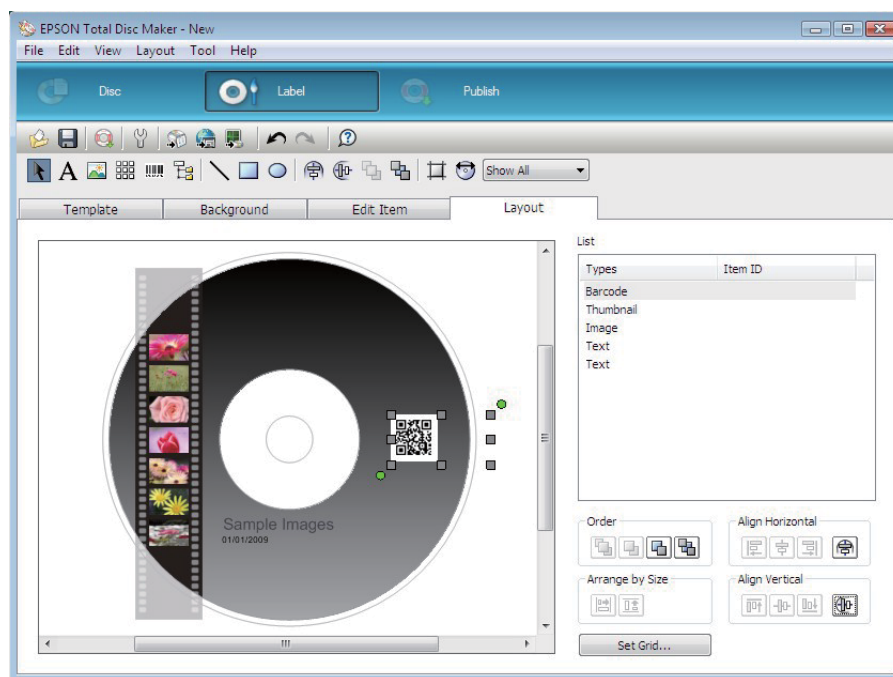 EPSON Total Disc Maker - New
File Edit View Layout Tool Help
Disc Label Publish
A Show All
Template Background Edit Item Layout
List
Types Item ID
Barcode
Thumbnail
Image
Text
Text
Sample Images
01/01/2009
Order Align Horizontal
Arrange by Size Align Vertical
Set Grid...